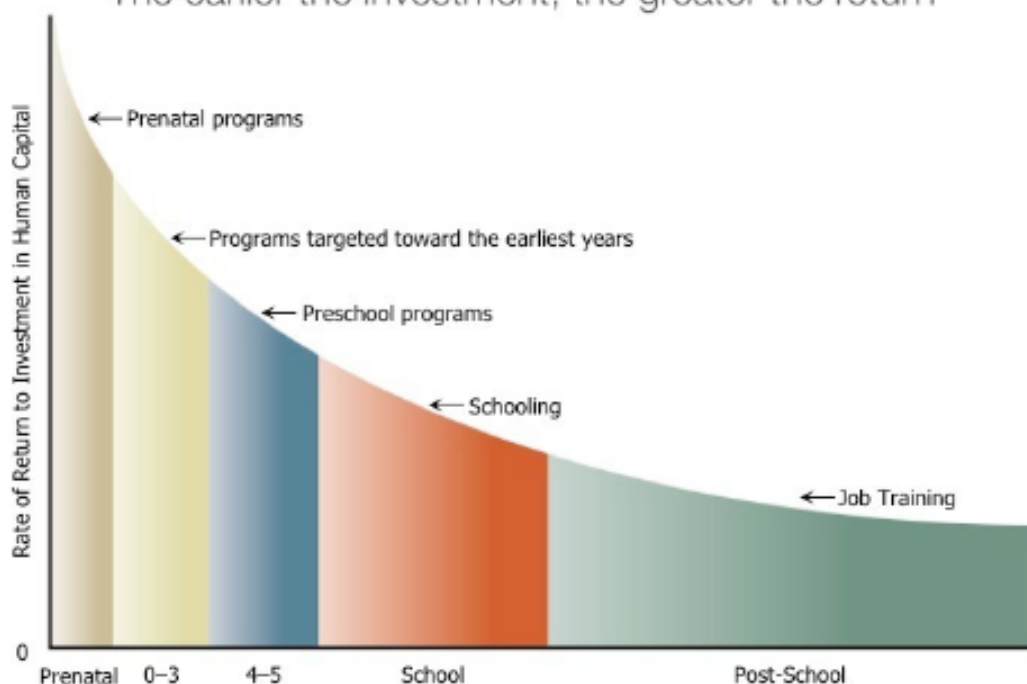 The earlier the investment, the greater the return
Rate of Return to Investment in Human Capital
Prenatal programs
Programs targeted toward the earliest years
Preschool programs
Schooling
Job Training
0
Prenatal 0–3 4–5 School Post-School